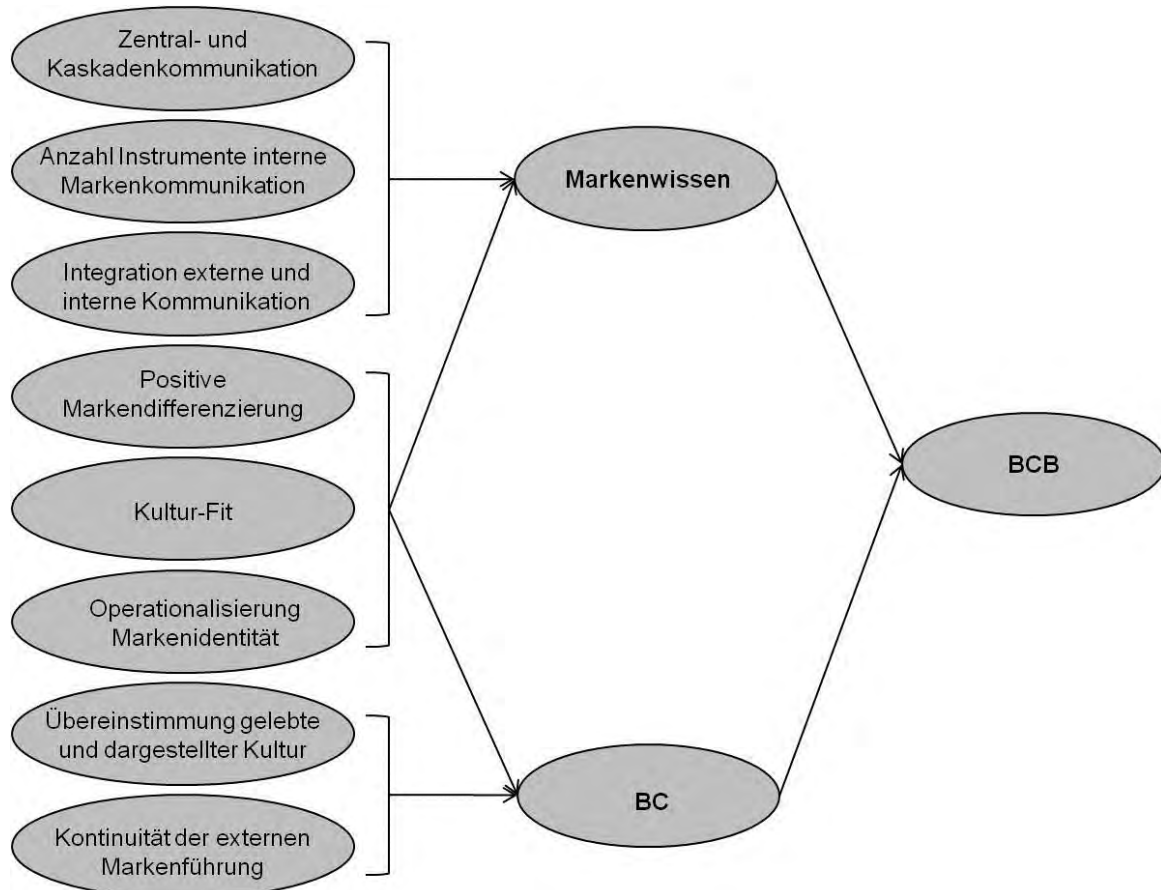 Zentral- und
Kaskadenkommunikation
Anzahl Instrumente interne
Markenkommunikation
Integration externe und
interne Kommunikation
Positive
Markendifferenzierung
Kultur-Fit
Operationalisierung
Markenidentität
Übereinstimmung gelebte
und dargestellter Kultur
Kontinuität der externen
Markenführung
Markenwissen
BC
BCB